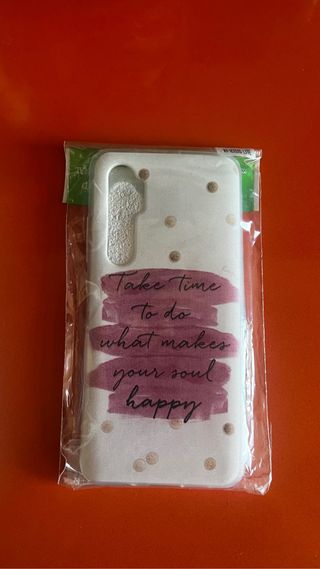 Take time
to do
what makes
your soul
happy